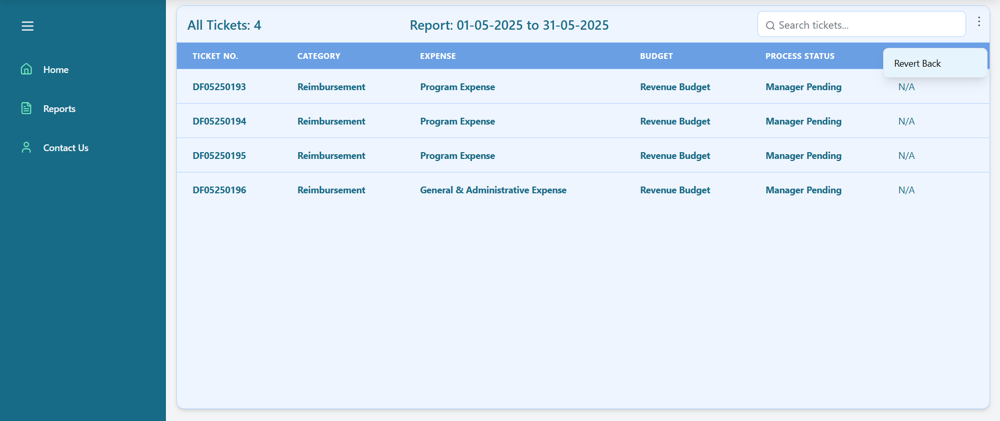 Home
Reports
Contact Us
All Tickets: 4 Report: 01-05-2025 to 31-05-2025 Search tickets...
TICKET NO. CATEGORY EXPENSE BUDGET PROCESS STATUS
Revert Back
DF05250193 Reimbursement Program Expense Revenue Budget Manager Pending N/A
DF05250194 Reimbursement Program Expense Revenue Budget Manager Pending N/A
DF05250195 Reimbursement Program Expense Revenue Budget Manager Pending N/A
DF05250196 Reimbursement General & Administrative Expense Revenue Budget Manager Pending N/A